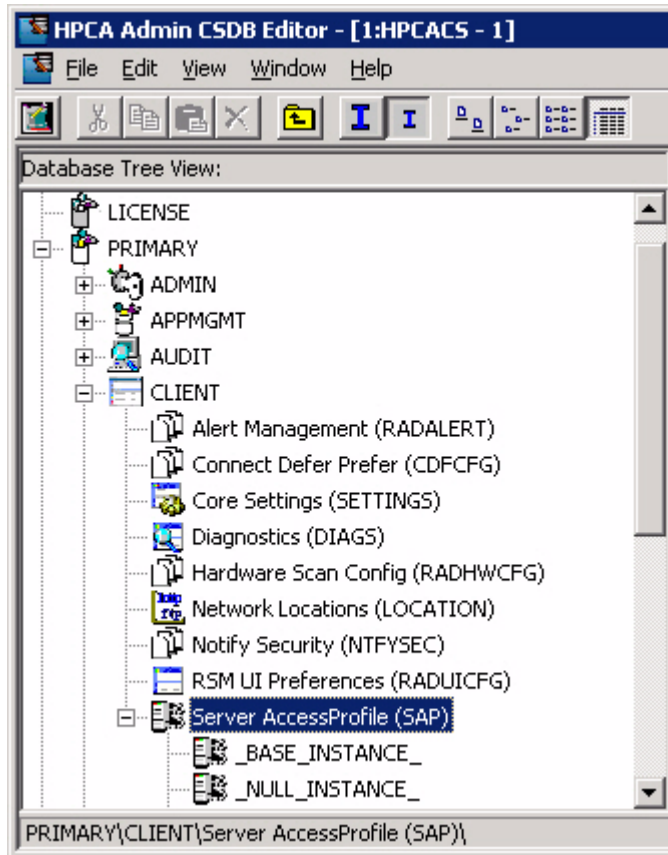 HPCA Admin CSDB Editor - [1:HPCACS - 1]
File Edit View Window Help
Database Tree View:
LICENSE
PRIMARY
ADMIN
APPMGMT
AUDIT
CLIENT
Alert Management (RADALERT)
Connect Defer Prefer (CDFCFG)
Core Settings (SETTINGS)
Diagnostics (DIAGS)
Hardware Scan Config (RADHWCFG)
Network Locations (LOCATION)
Notify Security (NTFYSEC)
RSM UI Preferences (RADUICFG)
Server AccessProfile (SAP)
_BASE_INSTANCE_
_NULL_INSTANCE_
PRIMARY\CLIENT\Server AccessProfile (SAP)\